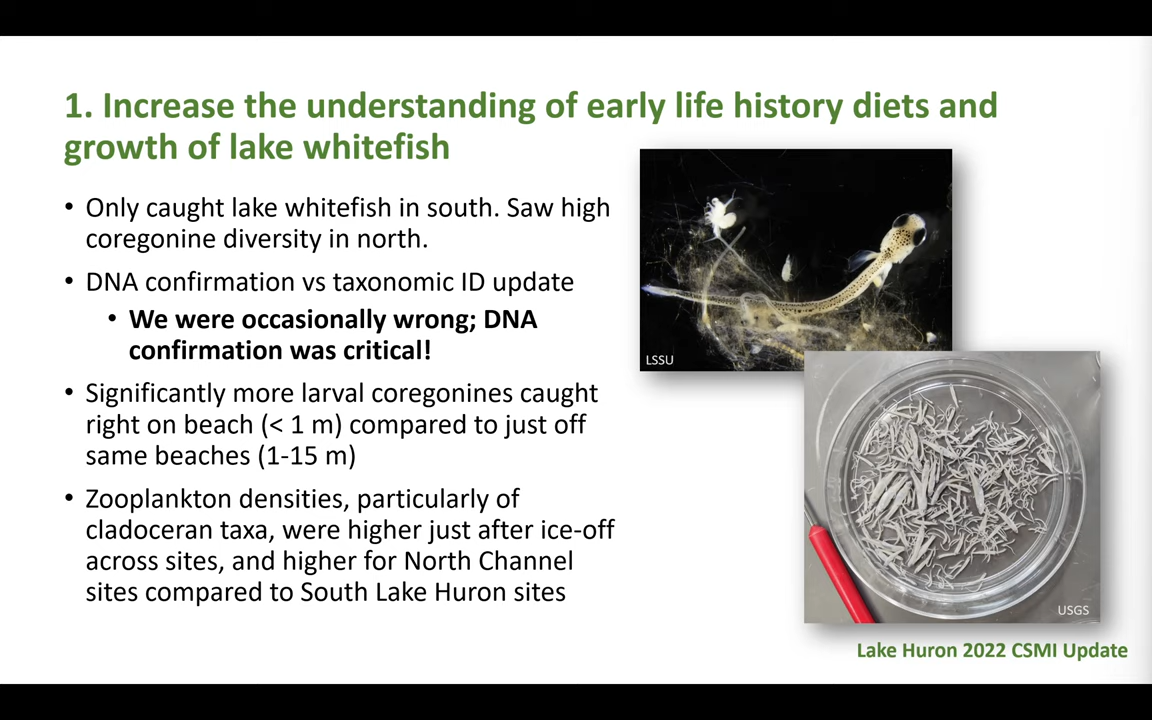 1. Increase the understanding of early life history diets and
growth of lake whitefish
• Only caught lake whitefish in south. Saw high
coregonine diversity in north.
• DNA confirmation vs taxonomic ID update
• We were occasionally wrong; DNA
confirmation was critical!
• Significantly more larval coregonines caught
right on beach (< 1 m) compared to just off
same beaches (1-15 m)
• Zooplankton densities, particularly of
cladoceran taxa, were higher just after ice-off
across sites, and higher for North Channel
sites compared to South Lake Huron sites
LSSU
USGS
Lake Huron 2022 CSMI Update